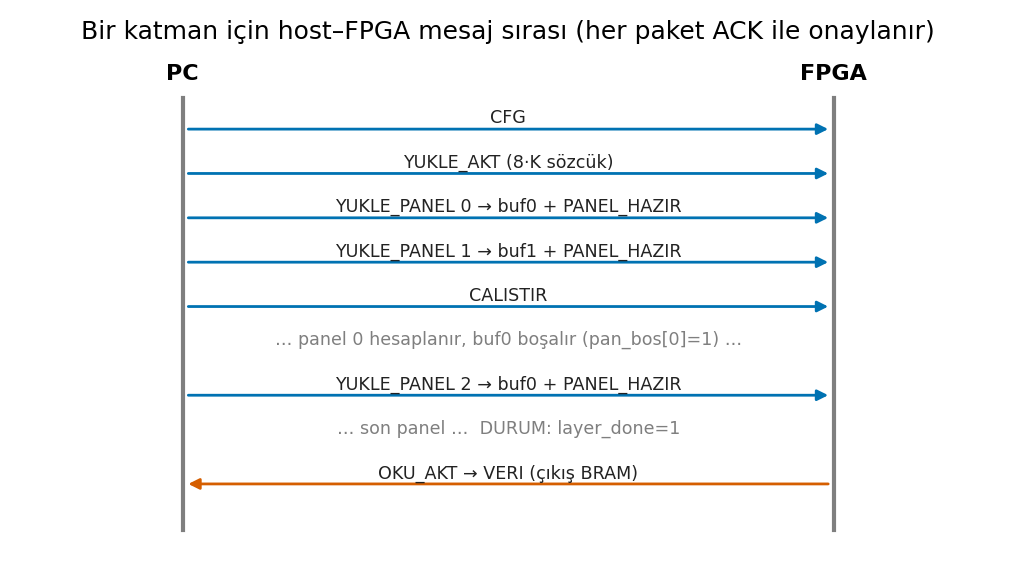 Bir katman için host–FPGA mesaj sırası (her paket ACK ile onaylanır)
PC FPGA
CFG
YUKLE_AKT (8·K sözcük)
YUKLE_PANEL 0 → buf0 + PANEL_HAZIR
YUKLE_PANEL 1 → buf1 + PANEL_HAZIR
CALISTIR
... panel 0 hesaplanır, buf0 boşalır (pan_bos[0]=1) ...
YUKLE_PANEL 2 → buf0 + PANEL_HAZIR
... son panel ... DURUM: layer_done=1
OKU_AKT → VERI (çıkış BRAM)